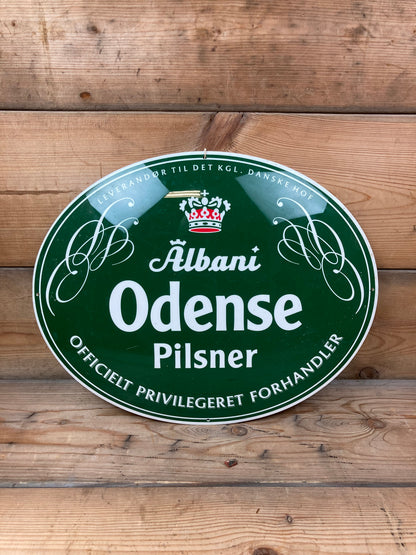 LEVERANDØR TIL DET KGL. DANSKE HOF
Albani
Odense
Pilsner
OFFICIELT PRIVILEGERET FORHANDLER